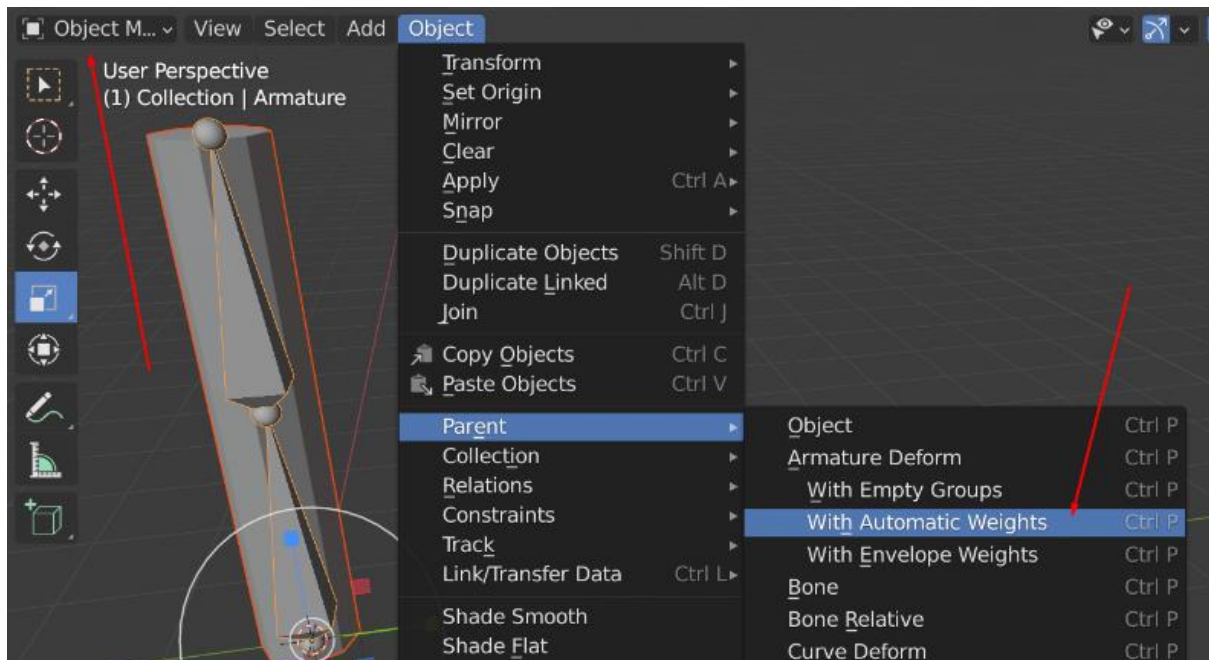 Object M... View Select Add Object
User Perspective
(1) Collection | Armature
Transform
Set Origin
Mirror
Clear
Apply Ctrl A
Snap
Duplicate Objects Shift D
Duplicate Linked Alt D
Join Ctrl J
Copy Objects Ctrl C
Paste Objects Ctrl V
Parent
Collection
Relations
Constraints
Track
Link/Transfer Data Ctrl L
Shade Smooth
Shade Flat
Object Ctrl P
Armature Deform Ctrl P
With Empty Groups Ctrl P
With Automatic Weights Ctrl P
With Envelope Weights Ctrl P
Bone Ctrl P
Bone Relative Ctrl P
Curve Deform Ctrl P